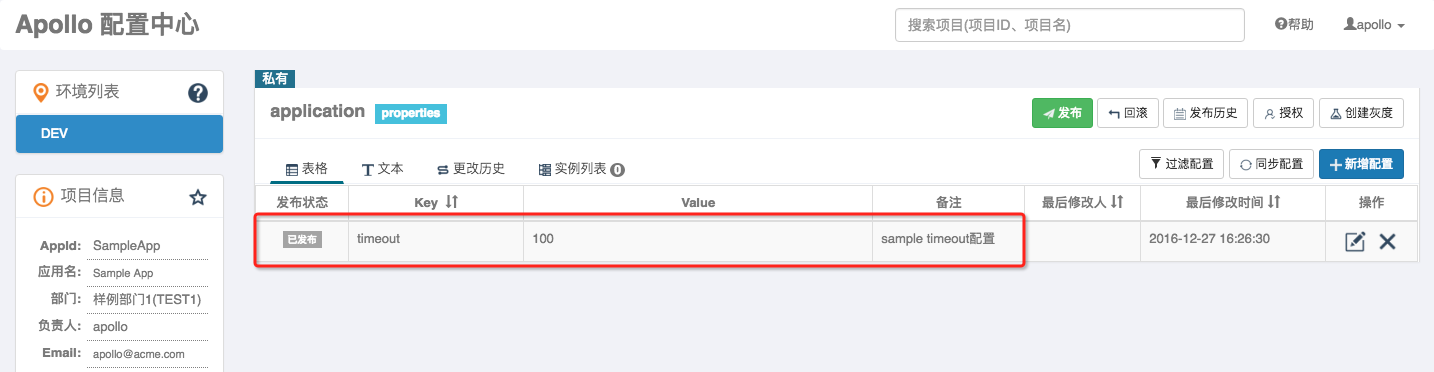 Apollo 配置中心
搜索项目(项目ID、项目名)
帮助
apollo
环境列表
DEV
项目信息
AppId: SampleApp
应用名: Sample App
部门: 样例部门1(TEST1)
负责人: apollo
Email: apollo@acme.com
私有
application properties
发布 回滚 发布历史 授权 创建灰度
表格 文本 更改历史 实例列表 0
过滤配置 同步配置 新增配置
发布状态 Key Value 备注 最后修改人 最后修改时间 操作
已发布 timeout 100 sample timeout配置 2016-12-27 16:26:30